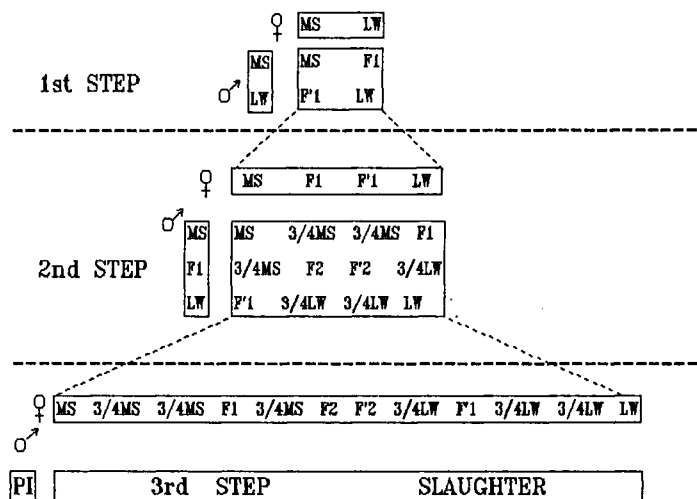 ♀ MS LW
MS MS F1
1st STEP
♂ LW F'1 LW
♀ MS F1 F'1 LW
♂
MS MS 3/4MS 3/4MS F1
2nd STEP F1 3/4MS F2 F'2 3/4LW
LW F'1 3/4LW 3/4LW LW
♀ MS 3/4MS 3/4MS F1 3/4MS F2 F'2 3/4LW F'1 3/4LW 3/4LW LW
♂
PI 3rd STEP SLAUGHTER